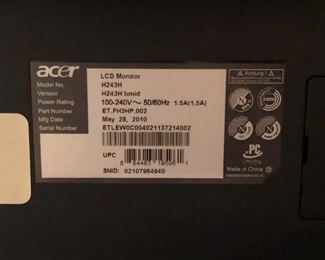 acer
LCD Monitor
Model No. H243H
Version H243H bmid
Power Rating 100-240V~ 50/60Hz 1.5A(1,5A)
Part Number ET.FH3HP.002
Mfg Date May 28, 2010
Serial Number ETLEW0C004021137214002
UPC
SNID: 02107964940
Achtung !
PC
Made in China